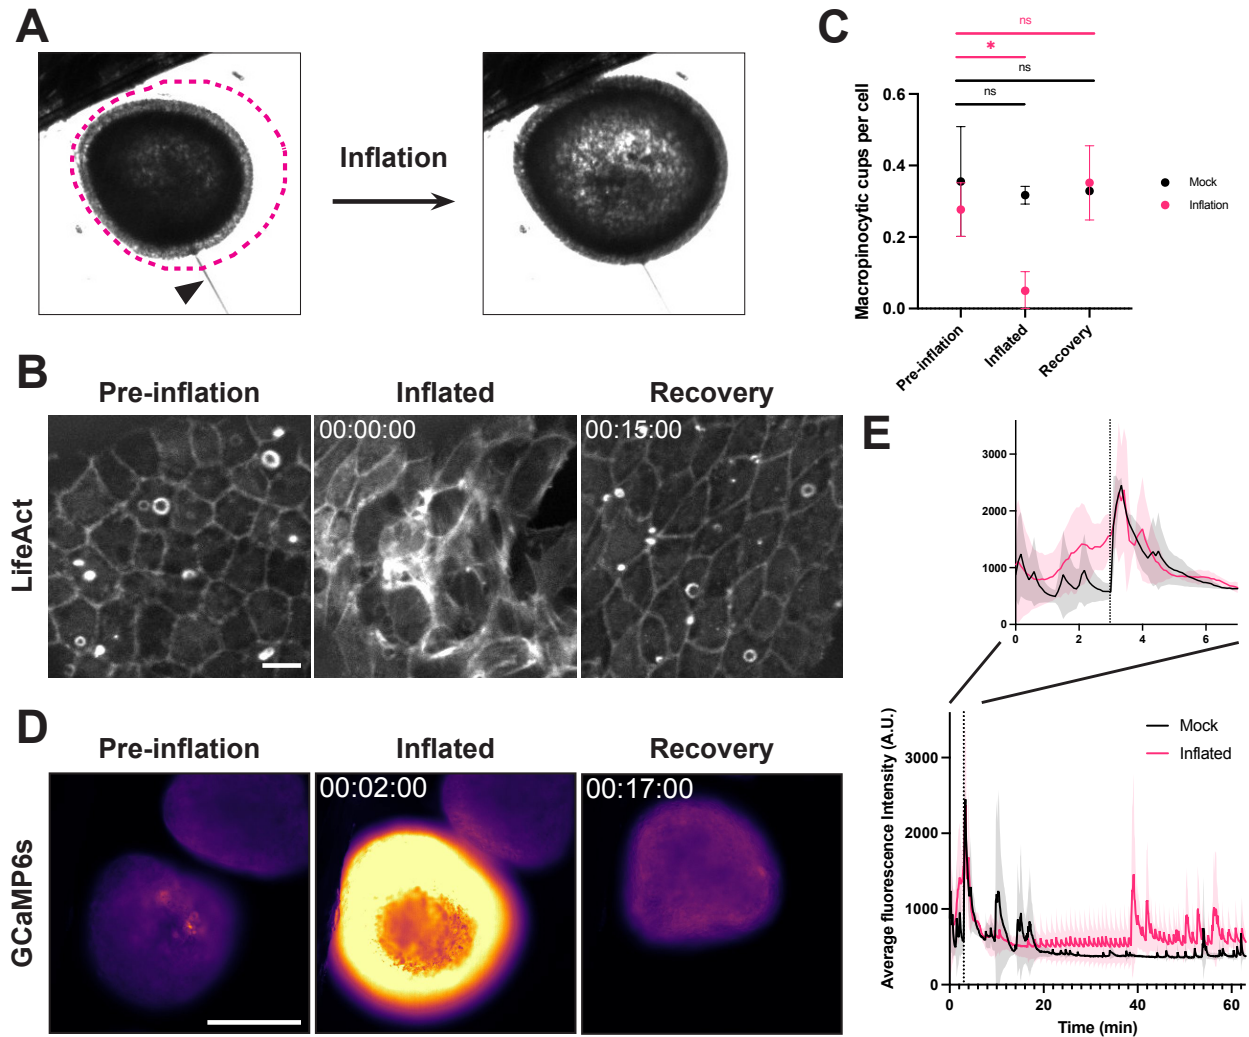 A
Inflation
C
ns
*
ns
ns
Macropinocytic cups per cell
0.6
0.4
0.2
0.0
Pre-inflation
Inflated
Recovery
Mock
Inflation
B
Pre-inflation
Inflated
Recovery
LifeAct
00:00:00
00:15:00
D
Pre-inflation
Inflated
Recovery
GCaMP6s
00:02:00
00:17:00
E
3000
2000
1000
0
0 2 4 6
Average fluorescence Intensity (A.U.)
3000
2000
1000
0
0 20 40 60
Time (min)
Mock
Inflated